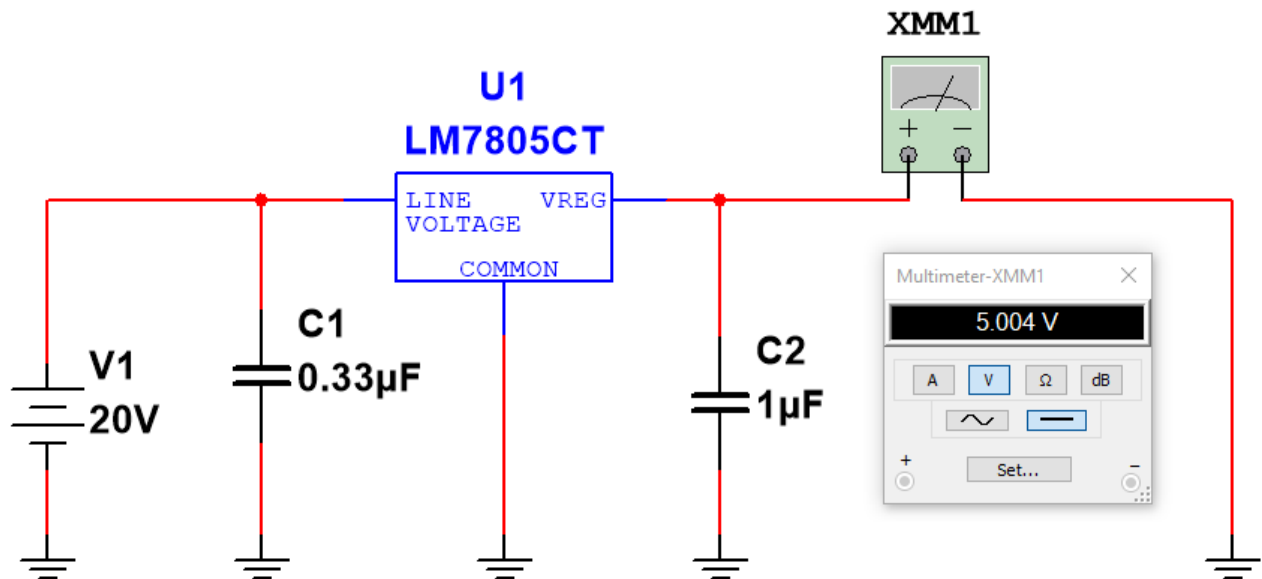 XMM1
U1
LM7805CT
+ −
LINE VREG
VOLTAGE
COMMON
Multimeter-XMM1
5.004 V
C1
0.33µF
V1
20V
C2
1µF
A V Ω dB
Set...
+ −